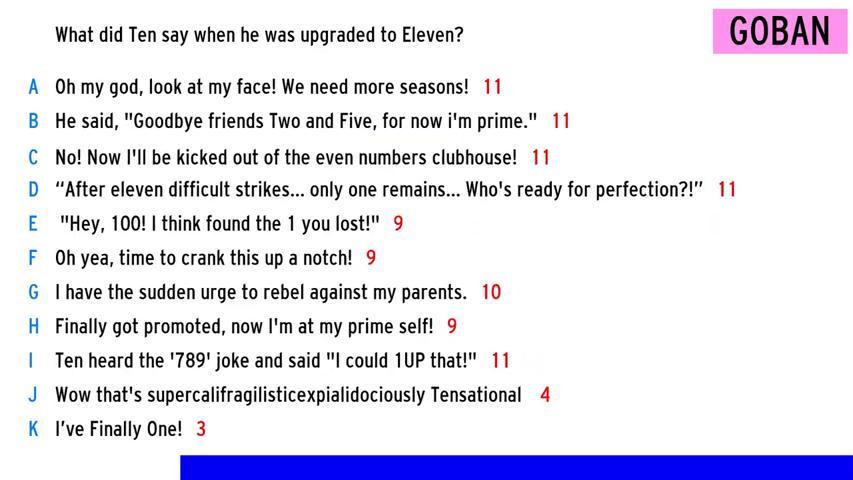 What did Ten say when he was upgraded to Eleven?
GOBAN
A Oh my god, look at my face! We need more seasons! 11
B He said, "Goodbye friends Two and Five, for now i'm prime." 11
C No! Now I'll be kicked out of the even numbers clubhouse! 11
D “After eleven difficult strikes... only one remains... Who's ready for perfection?!” 11
E "Hey, 100! I think found the 1 you lost!" 9
F Oh yea, time to crank this up a notch! 9
G I have the sudden urge to rebel against my parents. 10
H Finally got promoted, now I'm at my prime self! 9
I Ten heard the '789' joke and said "I could 1UP that!" 11
J Wow that's supercalifragilisticexpialidociously Tensational 4
K I’ve Finally One! 3